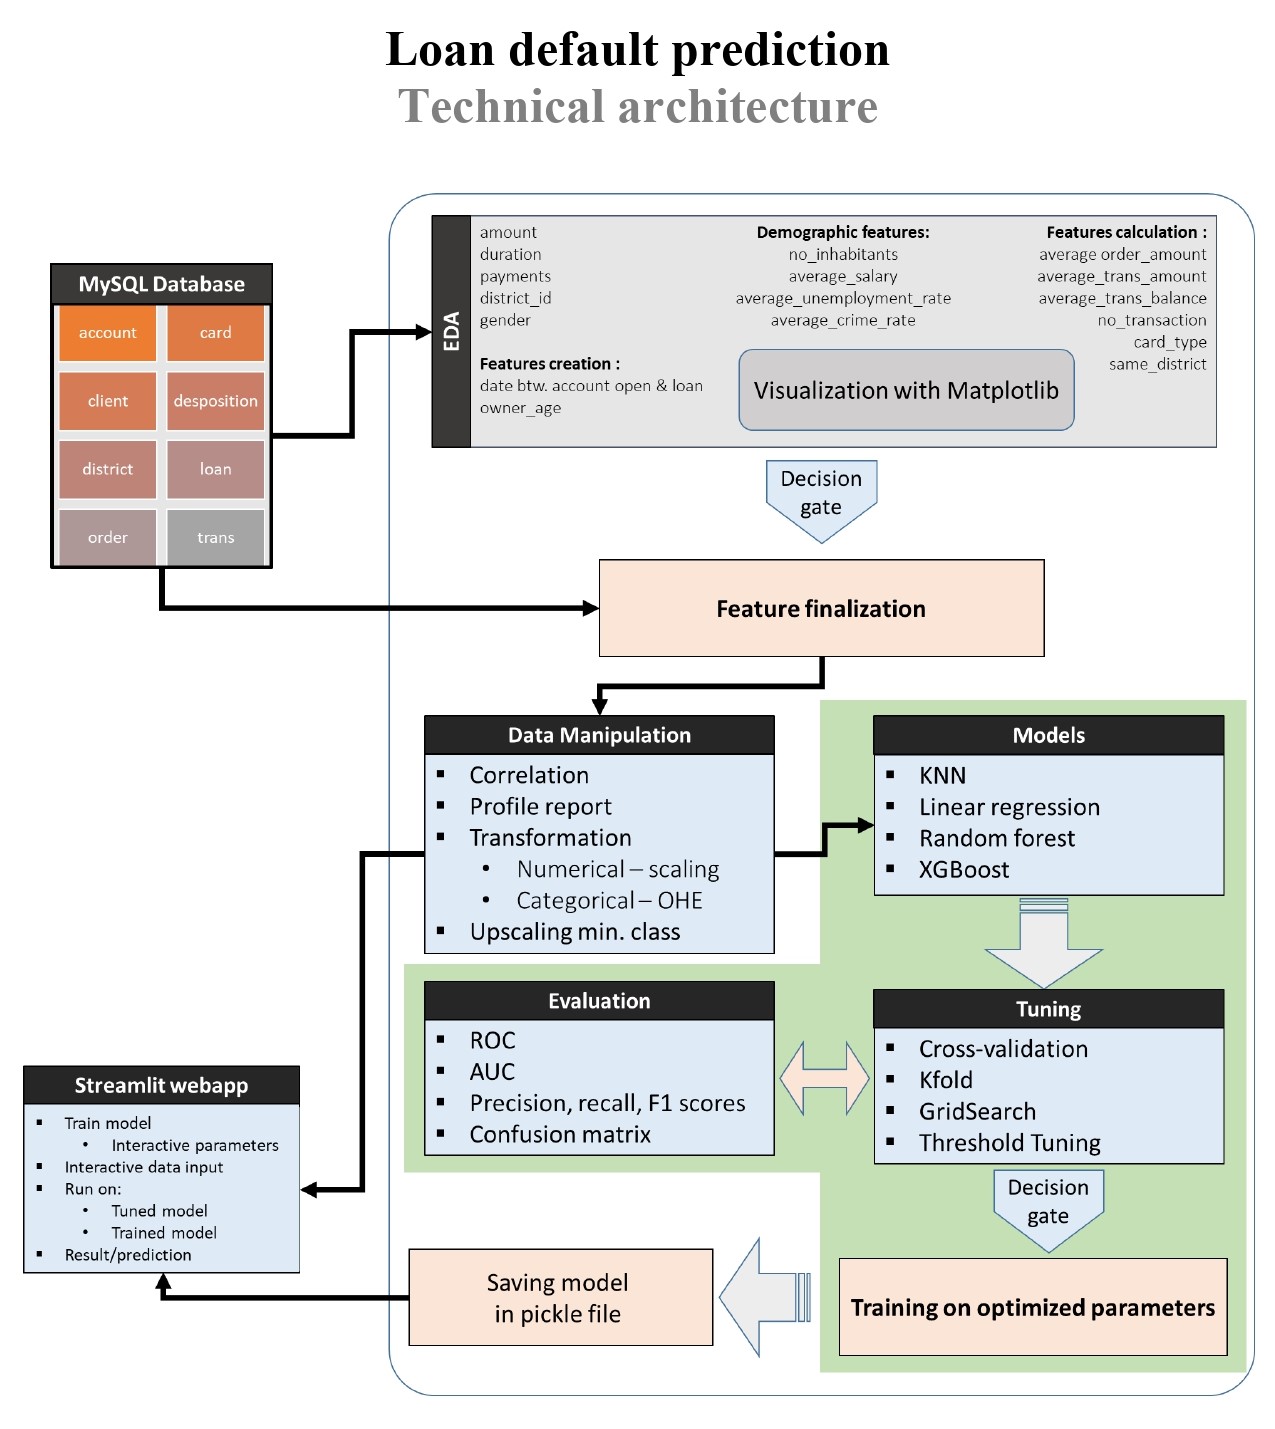 Loan default prediction
Technical architecture
MySQL Database
account
card
client
desposition
district
loan
order
trans
EDA
amount
duration
payments
district_id
gender
Features creation :
date btw. account open & loan
owner_age
Demographic features:
no_inhabitants
average_salary
average_unemployment_rate
average_crime_rate
Visualization with Matplotlib
Features calculation :
average order_amount
average_trans_amount
average_trans_balance
no_transaction
card_type
same_district
Decision
gate
Feature finalization
Data Manipulation
▪ Correlation
▪ Profile report
▪ Transformation
• Numerical – scaling
• Categorical – OHE
▪ Upscaling min. class
Models
▪ KNN
▪ Linear regression
▪ Random forest
▪ XGBoost
Evaluation
▪ ROC
▪ AUC
▪ Precision, recall, F1 scores
▪ Confusion matrix
Tuning
▪ Cross-validation
▪ Kfold
▪ GridSearch
▪ Threshold Tuning
Decision
gate
Training on optimized parameters
Saving model
in pickle file
Streamlit webapp
▪ Train model
• Interactive parameters
▪ Interactive data input
▪ Run on:
• Tuned model
• Trained model
▪ Result/prediction